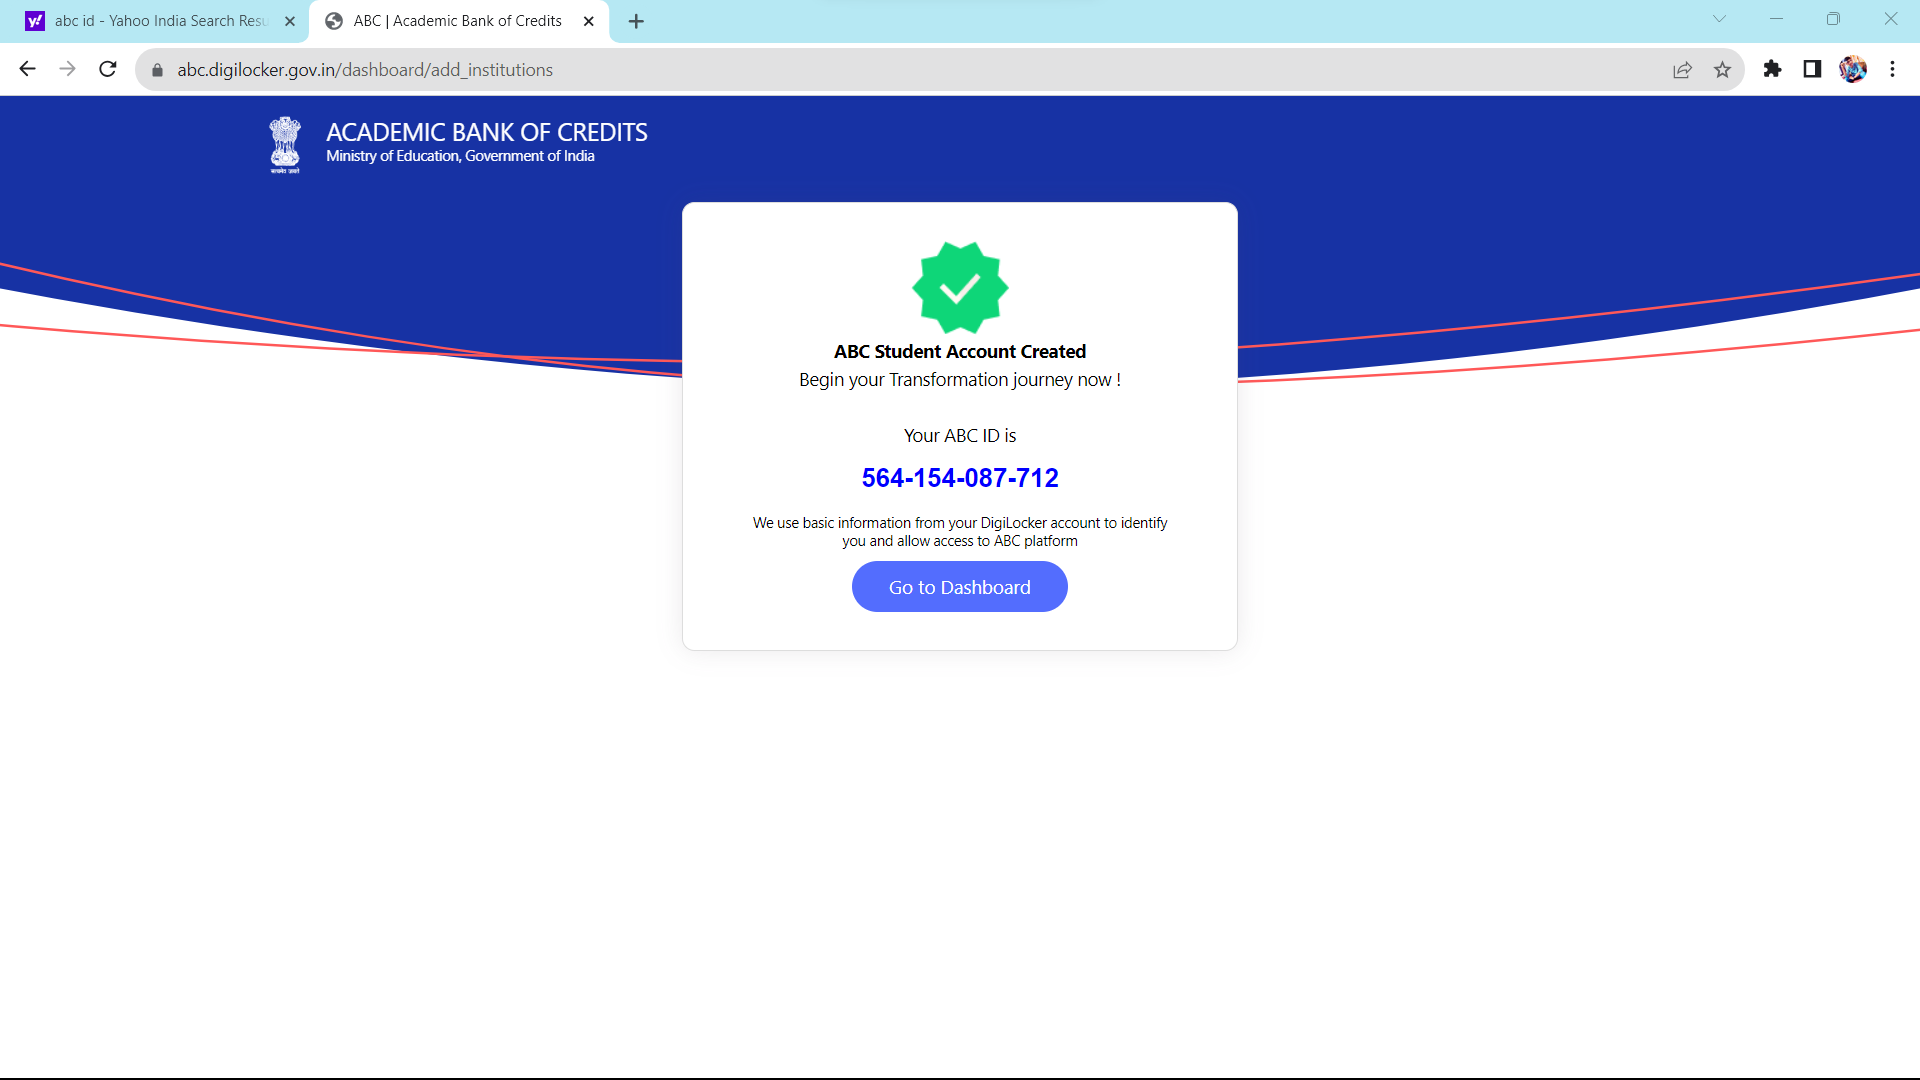 abc id - Yahoo India Search Resu
ABC | Academic Bank of Credits
abc.digilocker.gov.in/dashboard/add_institutions
ACADEMIC BANK OF CREDITS
Ministry of Education, Government of India
सत्यमेव जयते
ABC Student Account Created
Begin your Transformation journey now !
Your ABC ID is
564-154-087-712
We use basic information from your DigiLocker account to identify
you and allow access to ABC platform
Go to Dashboard